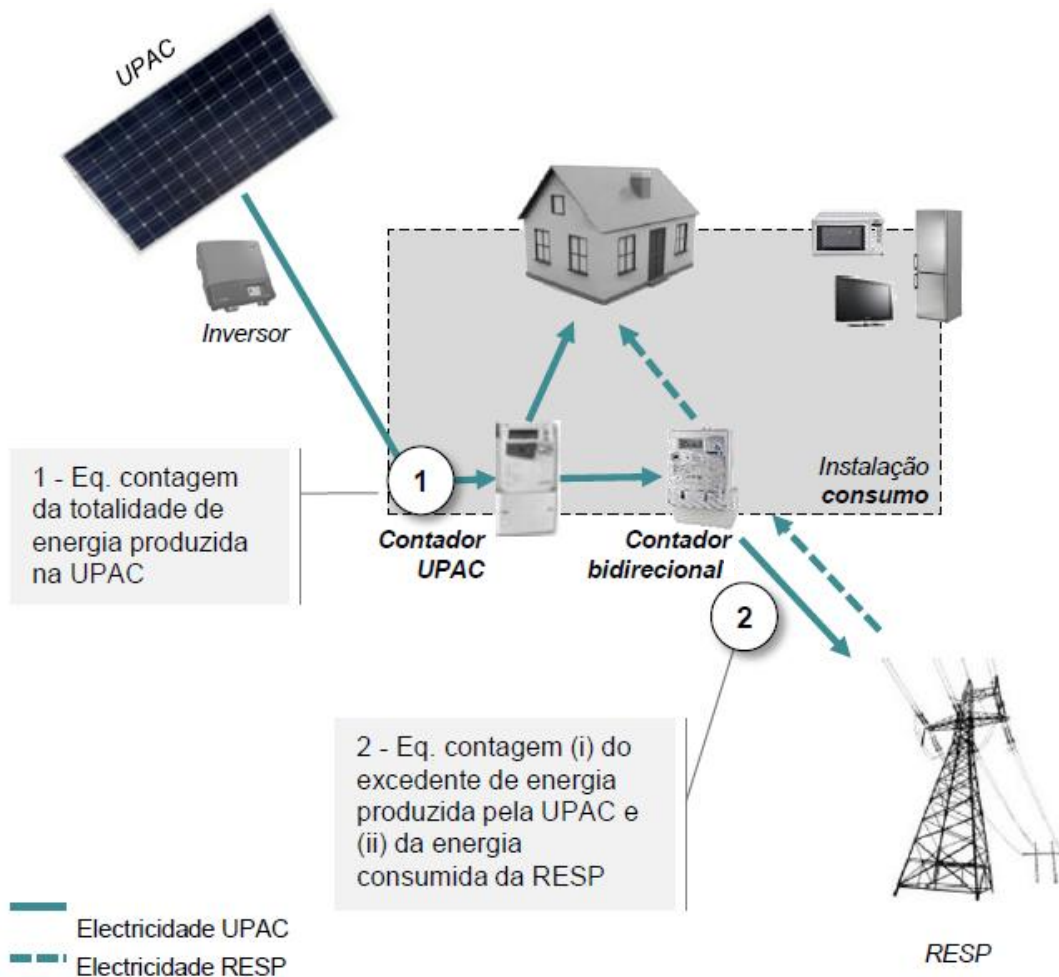 UPAC
Inversor
1 - Eq. contagem
da totalidade de
energia produzida
na UPAC
1
Contador
UPAC
Contador
bidirecional
Instalação
consumo
2
2 - Eq. contagem (i) do
excedente de energia
produzida pela UPAC e
(ii) da energia
consumida da RESP
Electricidade UPAC
Electricidade RESP
RESP